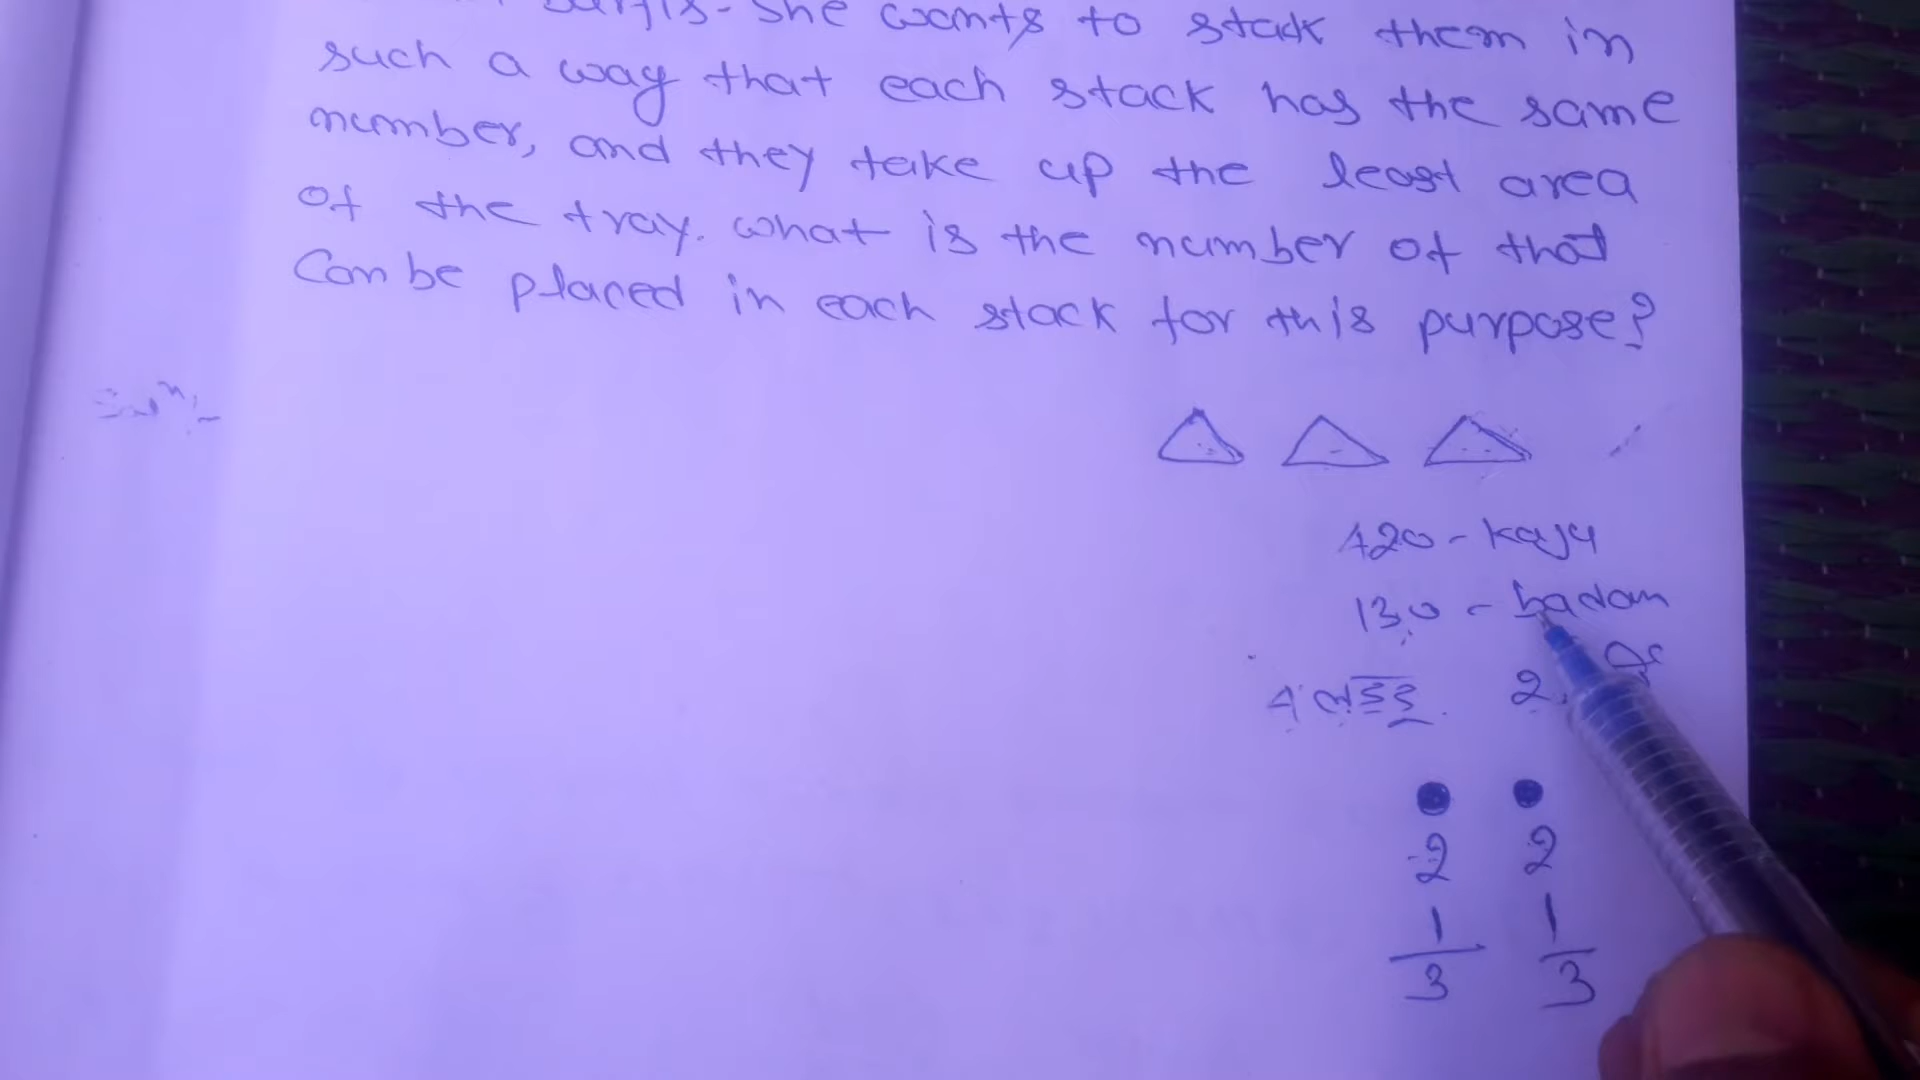 barfis. She wants to stack them in
such a way that each stack has the same
number, and they take up the least area
of the tray. what is the number of that
Can be placed in each stack for this purpose?
Solⁿ:-
420 - kaju
130 - badam
2
2 2
1 1
3 3